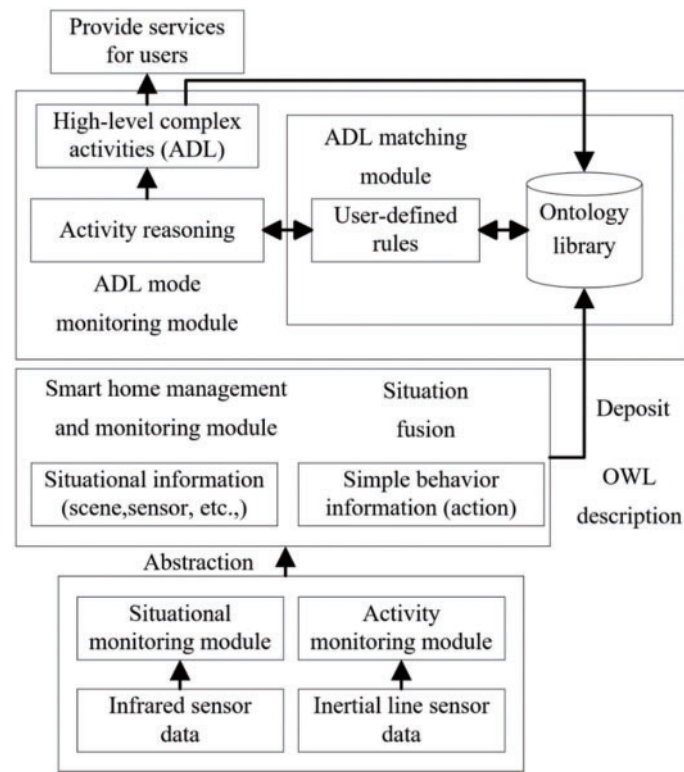 Provide services
for users
High-level complex
activities (ADL)
ADL matching
module
Activity reasoning
User-defined
rules
Ontology
library
ADL mode
monitoring module
Smart home management
and monitoring module
Situation
fusion
Deposit
Situational information
(scene,sensor, etc.,)
Simple behavior
information (action)
OWL
description
Abstraction
Situational
monitoring module
Activity
monitoring module
Infrared sensor
data
Inertial line sensor
data